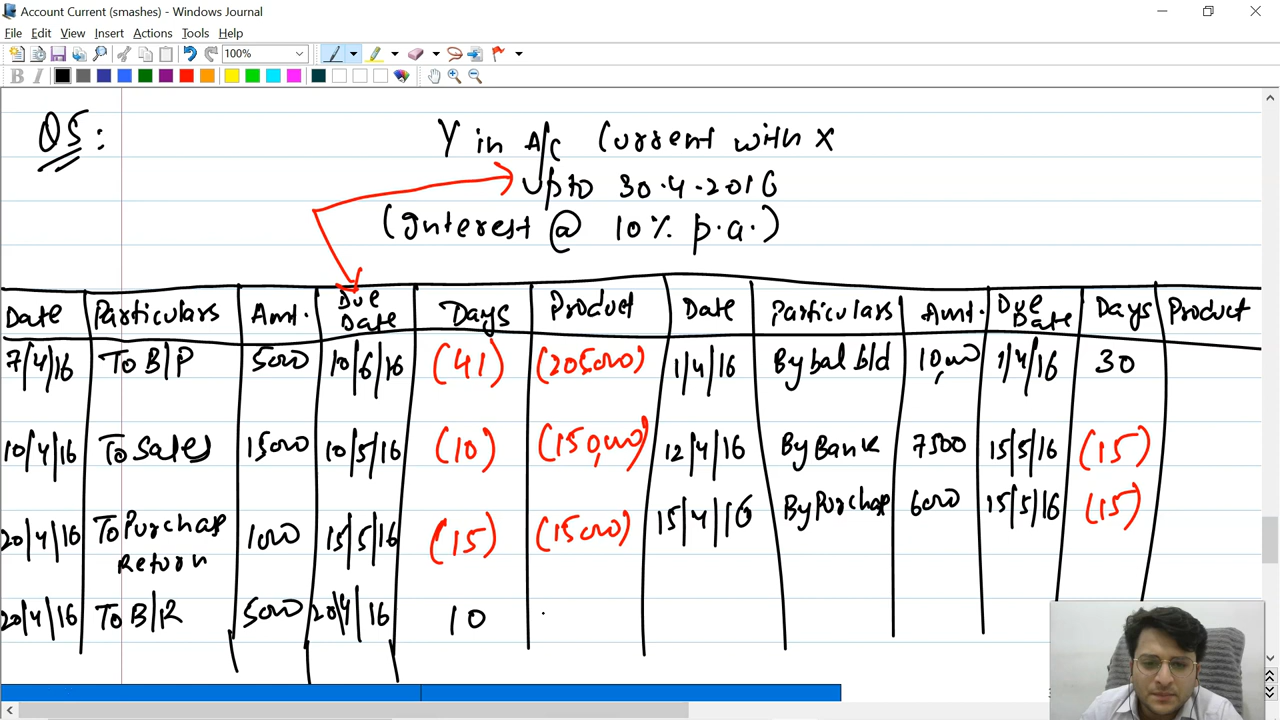 Account Current (smashes) - Windows Journal
File Edit View Insert Actions Tools Help
100%
B I
Q5:
Y in A/C Current with X
Upto 30.4.2016
(Interest @ 10% p.a.)
Date Particulars Amt. Due Date Days Product Date Particulars Amt. Due Date Days Product
7/4/16 To B/P 5000 10/6/16 (41) (205000) 1/4/16 By bal b/d 10,000 1/4/16 30
10/4/16 To Sales 15000 10/5/16 (10) (150,000) 12/4/16 By Bank 7500 15/5/16 (15)
20/4/16 To Purchas Return 1000 15/5/16 (15) (15000) 15/4/16 By Purchas 6000 15/5/16 (15)
20/4/16 To B/R 5000 20/4/16 10